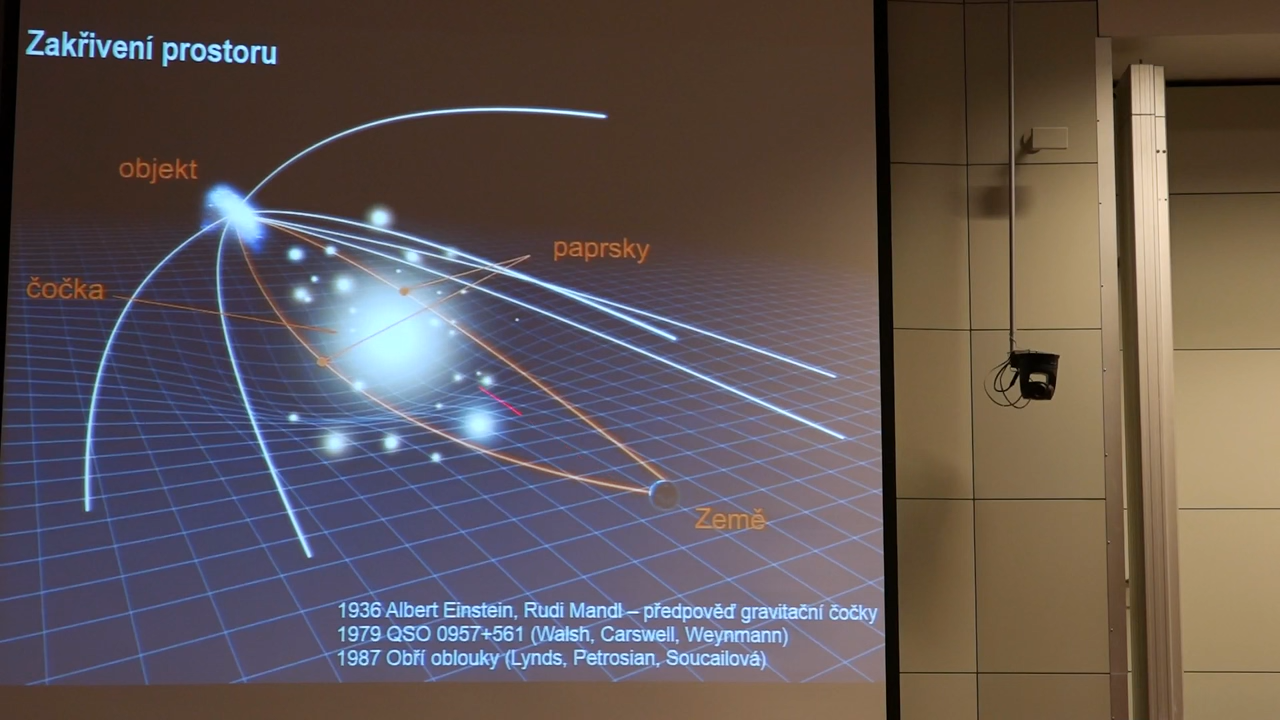 Zakřivení prostoru
objekt
paprsky
čočka
Země
1936 Albert Einstein, Rudi Mandl – předpověď gravitační čočky
1979 QSO 0957+561 (Walsh, Carswell, Weynmann)
1987 Obří oblouky (Lynds, Petrosian, Soucailová)